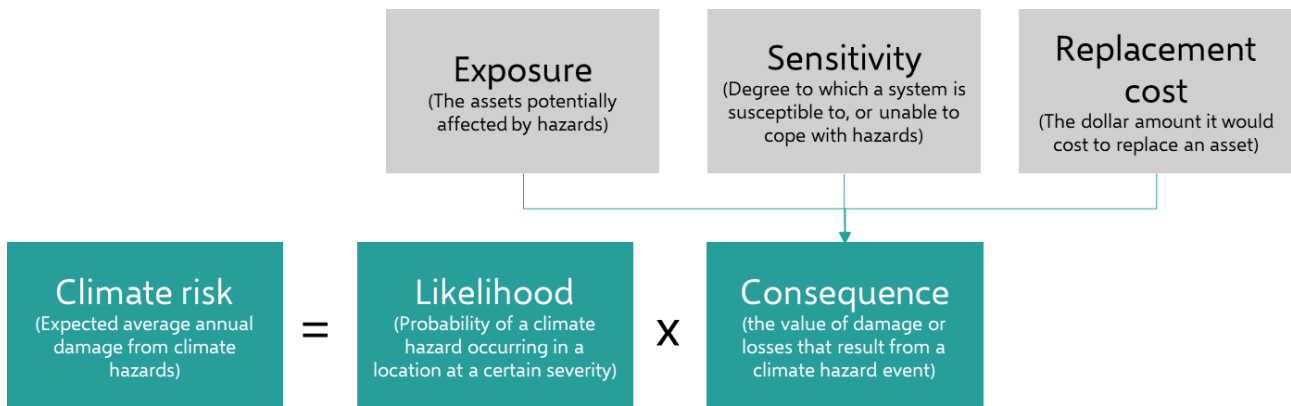 Exposure
(The assets potentially
affected by hazards)
Sensitivity
(Degree to which a system is
susceptible to, or unable to
cope with hazards)
Replacement
cost
(The dollar amount it would
cost to replace an asset)
Climate risk
(Expected average annual
damage from climate
hazards)
=
Likelihood
(Probability of a climate
hazard occurring in a
location at a certain severity)
x
Consequence
(the value of damage or
losses that result from a
climate hazard event)